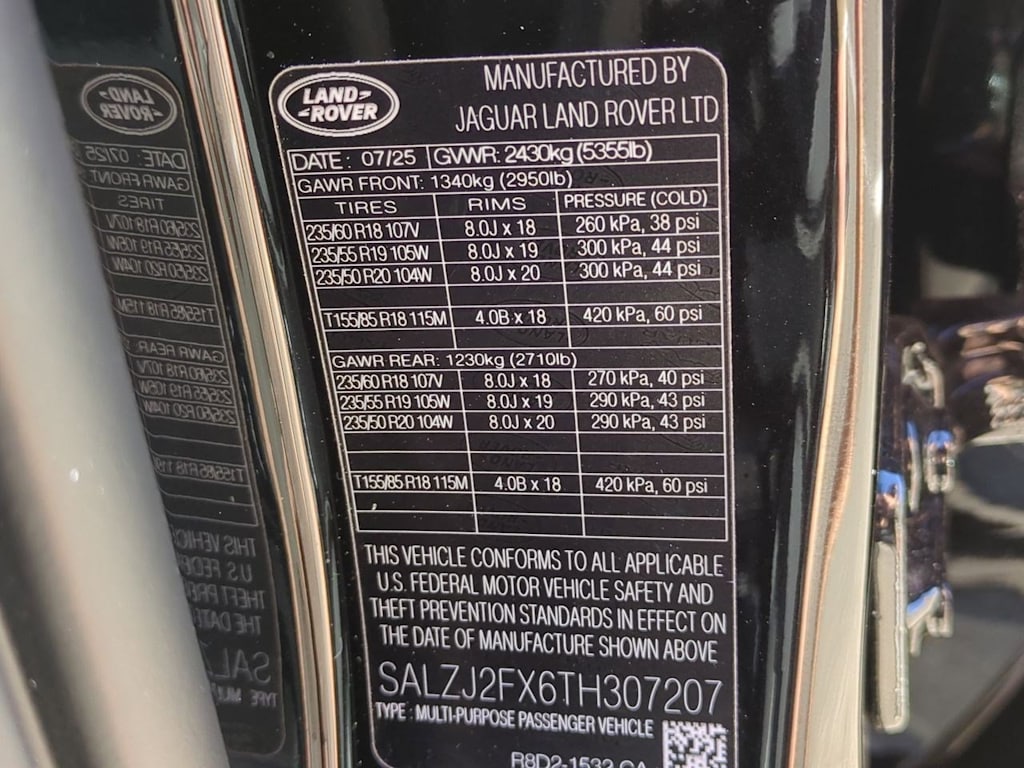 LAND-
-ROVER
MANUFACTURED BY
JAGUAR LAND ROVER LTD
DATE: 07/25 GVWR: 2430kg (5355lb)
GAWR FRONT: 1340kg (2950lb)
TIRES RIMS PRESSURE (COLD)
235/60 R18 107V 8.0J x 18 260 kPa, 38 psi
235/55 R19 105W 8.0J x 19 300 kPa, 44 psi
235/50 R20 104W 8.0J x 20 300 kPa, 44 psi
T155/85 R18 115M 4.0B x 18 420 kPa, 60 psi
GAWR REAR: 1230kg (2710lb)
235/60 R18 107V 8.0J x 18 270 kPa, 40 psi
235/55 R19 105W 8.0J x 19 290 kPa, 43 psi
235/50 R20 104W 8.0J x 20 290 kPa, 43 psi
T155/85 R18 115M 4.0B x 18 420 kPa, 60 psi
THIS VEHICLE CONFORMS TO ALL APPLICABLE
U.S. FEDERAL MOTOR VEHICLE SAFETY AND
THEFT PREVENTION STANDARDS IN EFFECT ON
THE DATE OF MANUFACTURE SHOWN ABOVE
SALZJ2FX6TH307207
TYPE : MULTI-PURPOSE PASSENGER VEHICLE
R8D2-1532-CA